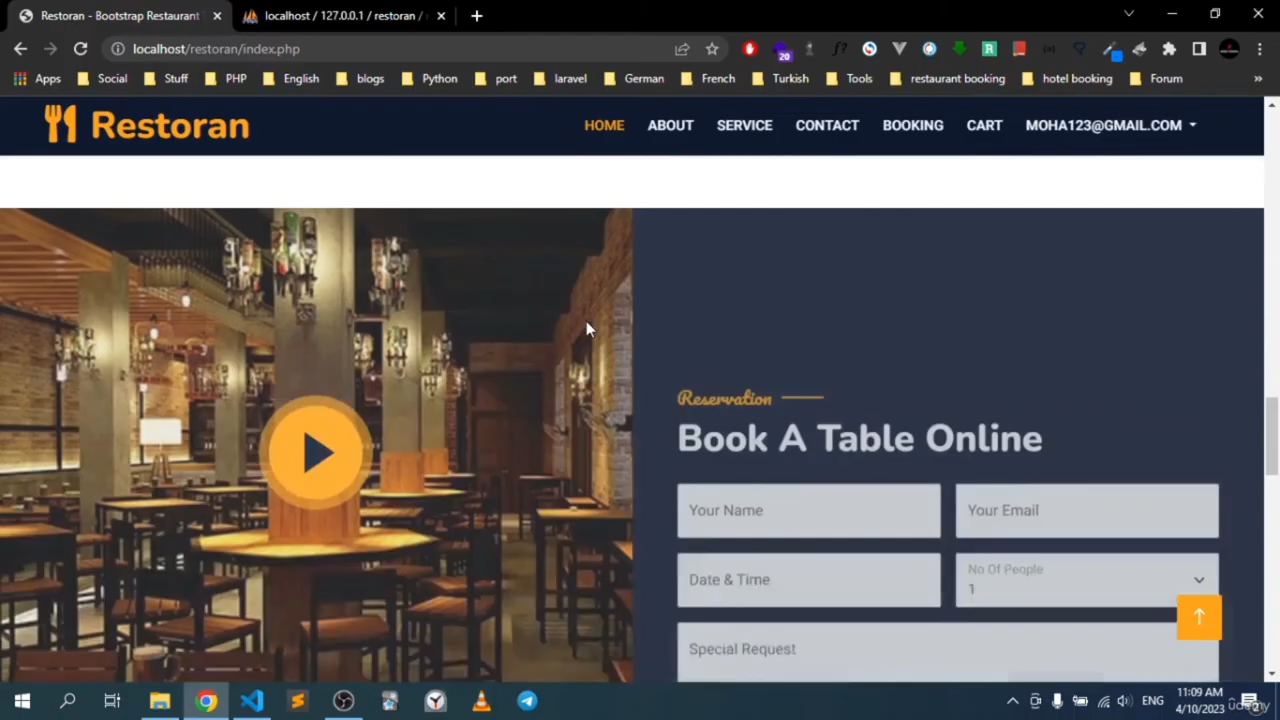 Restoran - Bootstrap Restaurant
localhost / 127.0.0.1 / restoran /
localhost/restoran/index.php
20
Apps Social Stuff PHP English blogs Python port laravel German French Turkish Tools restaurant booking hotel booking Forum
Restoran
HOME ABOUT SERVICE CONTACT BOOKING CART MOHA123@GMAIL.COM
Reservation
Book A Table Online
Your Name
Your Email
Date & Time
No Of People
1
Special Request
ENG
11:09 AM
4/10/2023
udemy